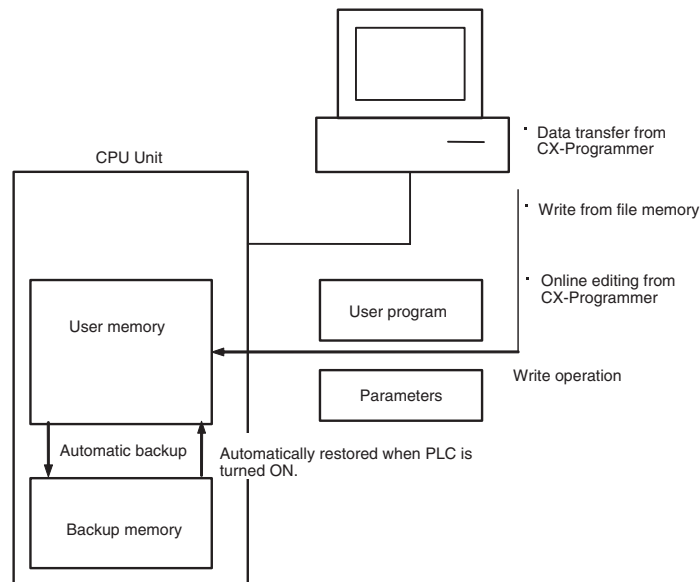 · Data transfer from
CX-Programmer
CPU Unit
· Write from file memory
· Online editing from
CX-Programmer
User memory
User program
Write operation
Parameters
Automatic backup
Automatically restored when PLC is
turned ON.
Backup memory